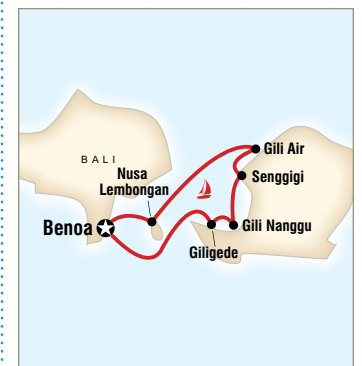 BALI
Nusa
Lembongan
Benoa
Gili Air
Senggigi
Gili Nanggu
Giligede